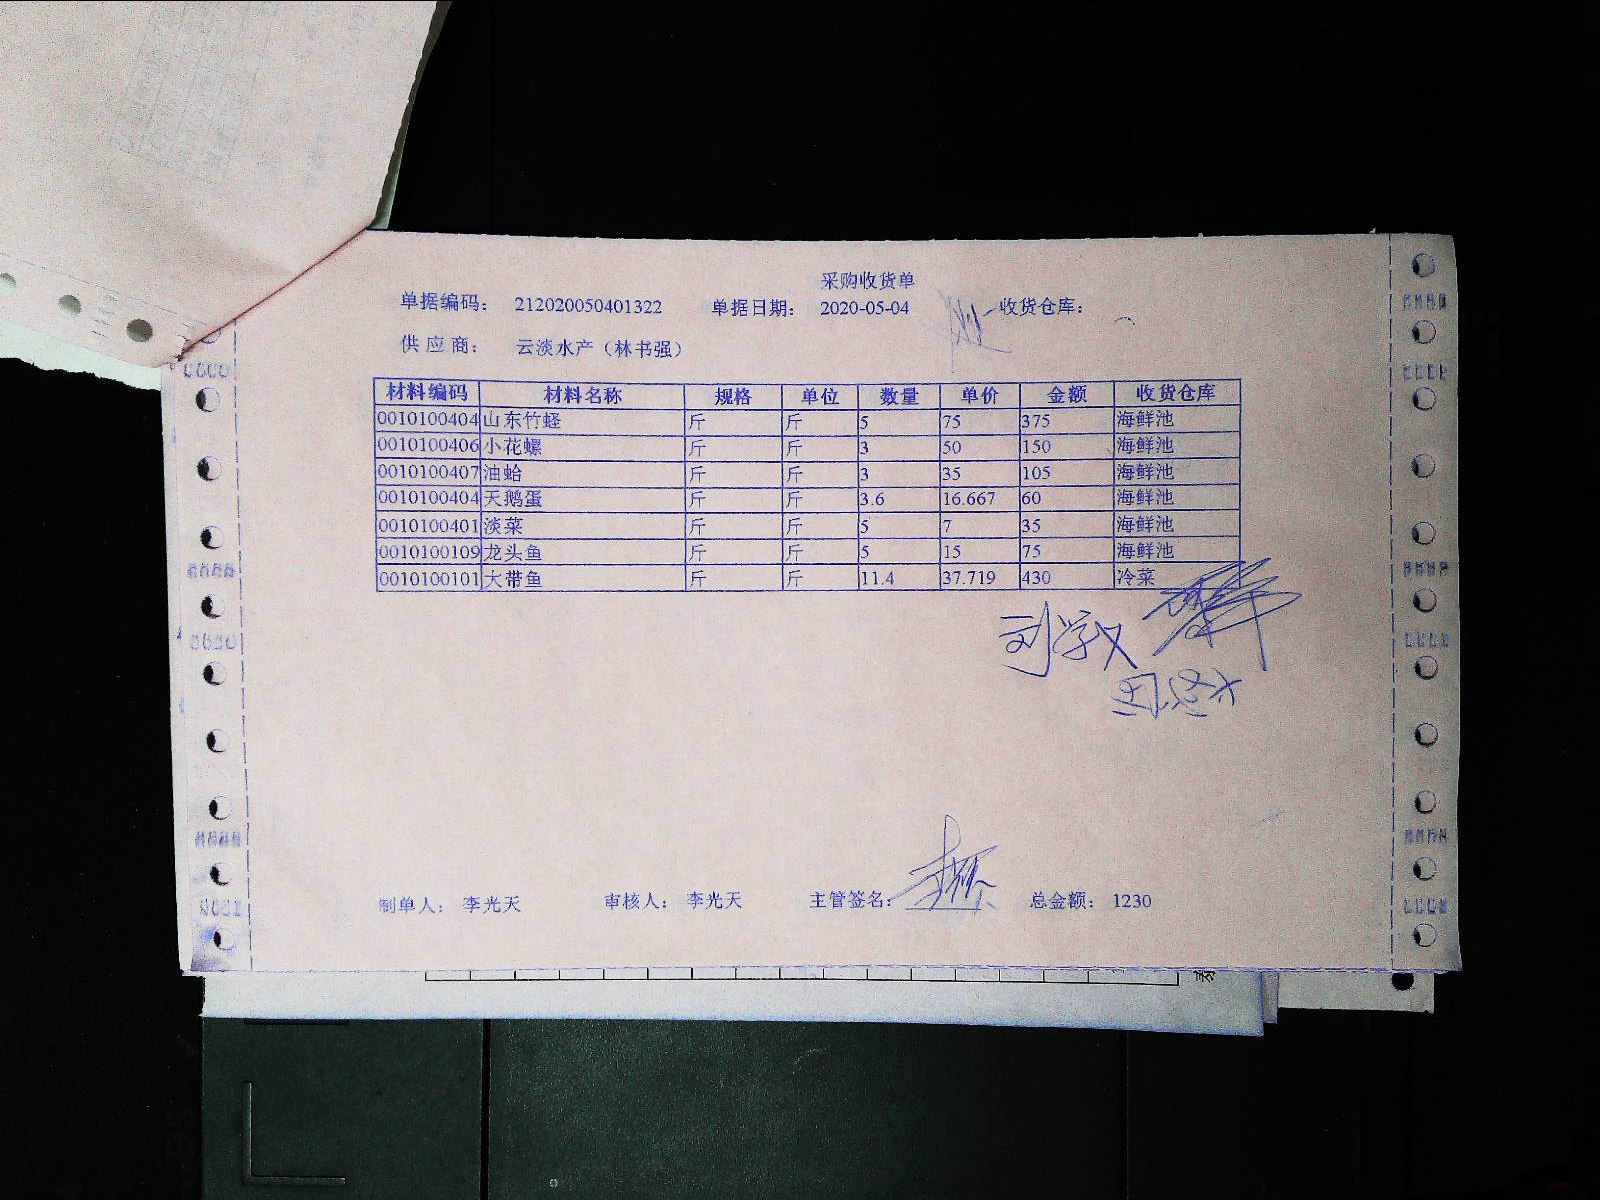 采购收货单
单据编码： 212020050401322 单据日期： 2020-05-04 收货仓库：
供应商： 云淡水产（林书强）
材料编码 材料名称 规格 单位 数量 单价 金额 收货仓库
0010100404 山东竹蛏 斤 斤 5 75 375 海鲜池
0010100406 小花螺 斤 斤 3 50 150 海鲜池
0010100407 油蛤 斤 斤 3 35 105 海鲜池
0010100404 天鹅蛋 斤 斤 3.6 16.667 60 海鲜池
0010100401 淡菜 斤 斤 5 7 35 海鲜池
0010100109 龙头鱼 斤 斤 5 15 75 海鲜池
0010100101 大带鱼 斤 斤 11.4 37.719 430 冷菜
刘学义
制单人： 李光天 审核人： 李光天 主管签名： 总金额： 1230